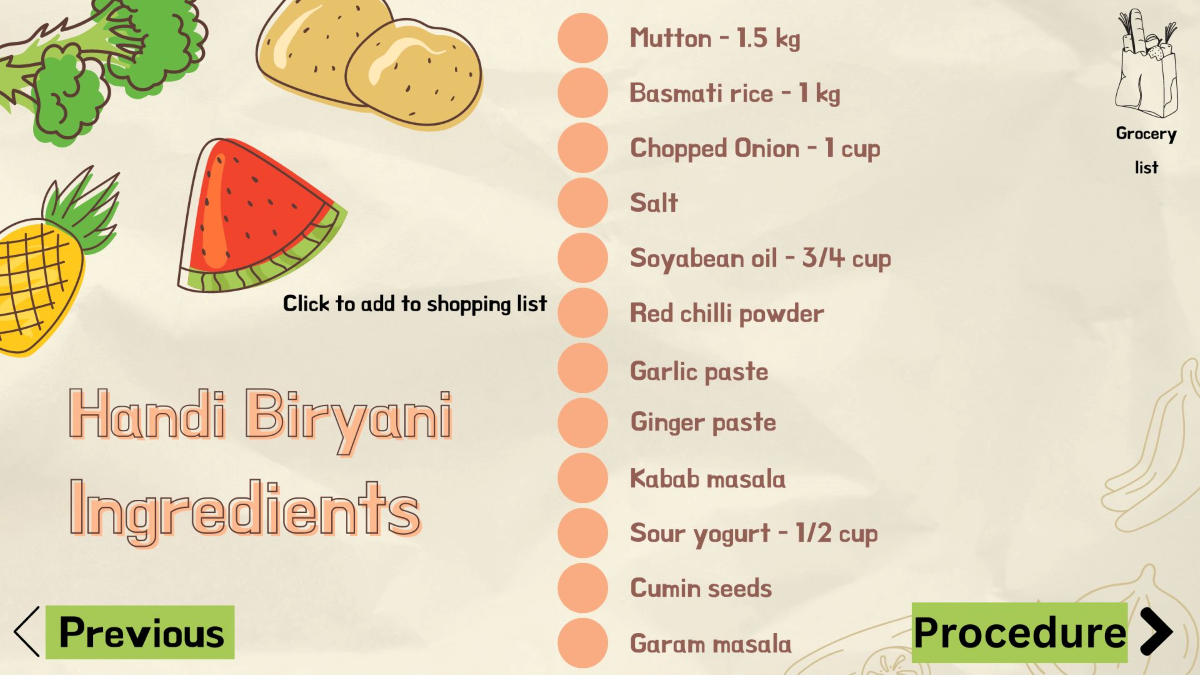 Mutton - 1.5 kg
Basmati rice - 1 kg
Chopped Onion - 1 cup
Salt
Soyabean oil - 3/4 cup
Red chilli powder
Garlic paste
Ginger paste
Kabab masala
Sour yogurt - 1/2 cup
Cumin seeds
Garam masala
Grocery
list
Click to add to shopping list
Handi Biryani
Ingredients
Previous
Procedure